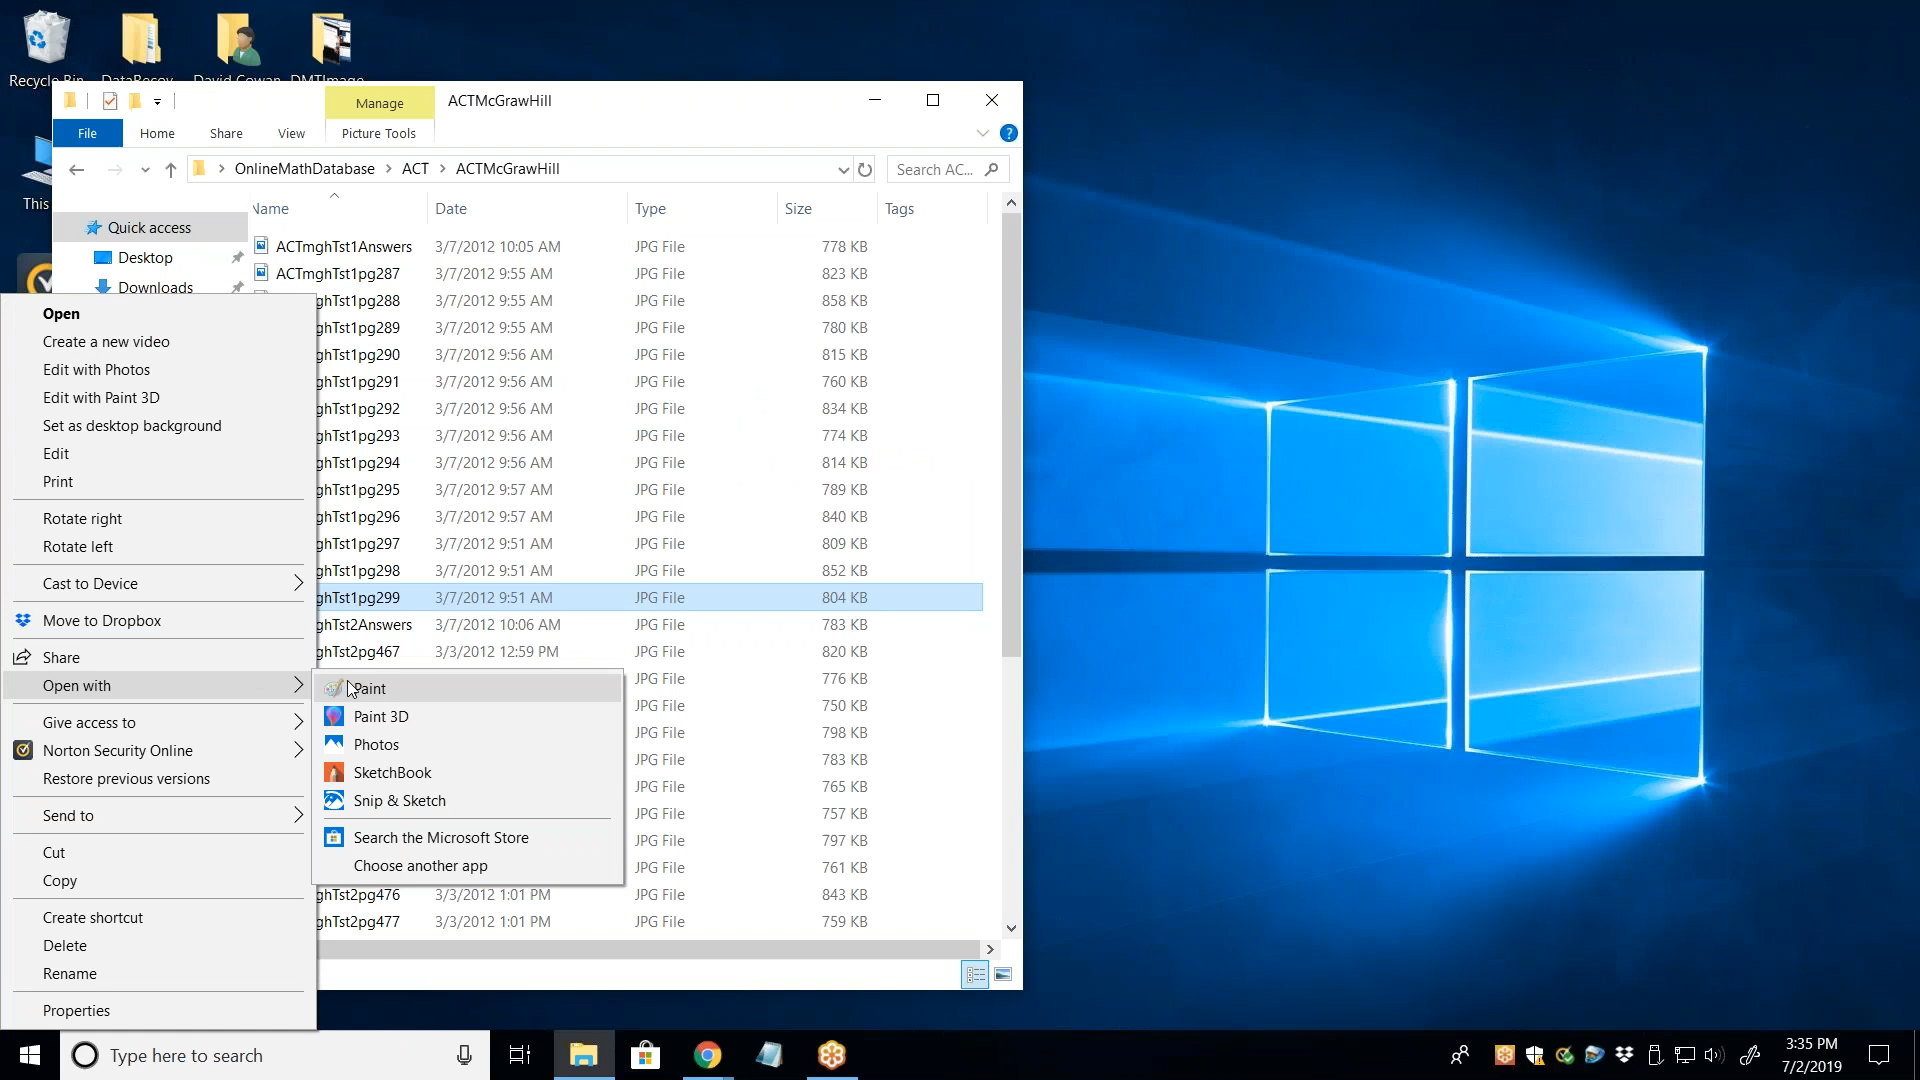 Recycle Bin
DataRecov
David Cowan
DMTImage
Manage
ACTMcGrawHill
File
Home
Share
View
Picture Tools
OnlineMathDatabase
ACT
ACTMcGrawHill
Search AC...
This
Quick access
Desktop
Downloads
Name
Date
Type
Size
Tags
ACTmghTst1Answers 3/7/2012 10:05 AM JPG File 778 KB
ACTmghTst1pg287 3/7/2012 9:55 AM JPG File 823 KB
ghTst1pg288 3/7/2012 9:55 AM JPG File 858 KB
ghTst1pg289 3/7/2012 9:55 AM JPG File 780 KB
ghTst1pg290 3/7/2012 9:56 AM JPG File 815 KB
ghTst1pg291 3/7/2012 9:56 AM JPG File 760 KB
ghTst1pg292 3/7/2012 9:56 AM JPG File 834 KB
ghTst1pg293 3/7/2012 9:56 AM JPG File 774 KB
ghTst1pg294 3/7/2012 9:56 AM JPG File 814 KB
ghTst1pg295 3/7/2012 9:57 AM JPG File 789 KB
ghTst1pg296 3/7/2012 9:57 AM JPG File 840 KB
ghTst1pg297 3/7/2012 9:51 AM JPG File 809 KB
ghTst1pg298 3/7/2012 9:51 AM JPG File 852 KB
ghTst1pg299 3/7/2012 9:51 AM JPG File 804 KB
ghTst2Answers 3/7/2012 10:06 AM JPG File 783 KB
ghTst2pg467 3/3/2012 12:59 PM JPG File 820 KB
JPG File 776 KB
JPG File 750 KB
JPG File 798 KB
JPG File 783 KB
JPG File 765 KB
JPG File 757 KB
JPG File 797 KB
JPG File 761 KB
ghTst2pg476 3/3/2012 1:01 PM JPG File 843 KB
ghTst2pg477 3/3/2012 1:01 PM JPG File 759 KB
Open
Create a new video
Edit with Photos
Edit with Paint 3D
Set as desktop background
Edit
Print
Rotate right
Rotate left
Cast to Device
Move to Dropbox
Share
Open with
Give access to
Norton Security Online
Restore previous versions
Send to
Cut
Copy
Create shortcut
Delete
Rename
Properties
Paint
Paint 3D
Photos
SketchBook
Snip & Sketch
Search the Microsoft Store
Choose another app
Type here to search
3:35 PM
7/2/2019